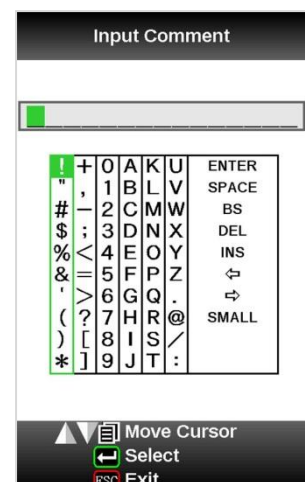 Input Comment
! + 0 A K U ENTER
" , 1 B L V SPACE
# − 2 C M W BS
$ ; 3 D N X DEL
% < 4 E O Y INS
& = 5 F P Z ⇦
' > 6 G Q . ⇨
( ? 7 H R @ SMALL
) [ 8 I S /
* ] 9 J T :
Move Cursor
Select
ESC Exit